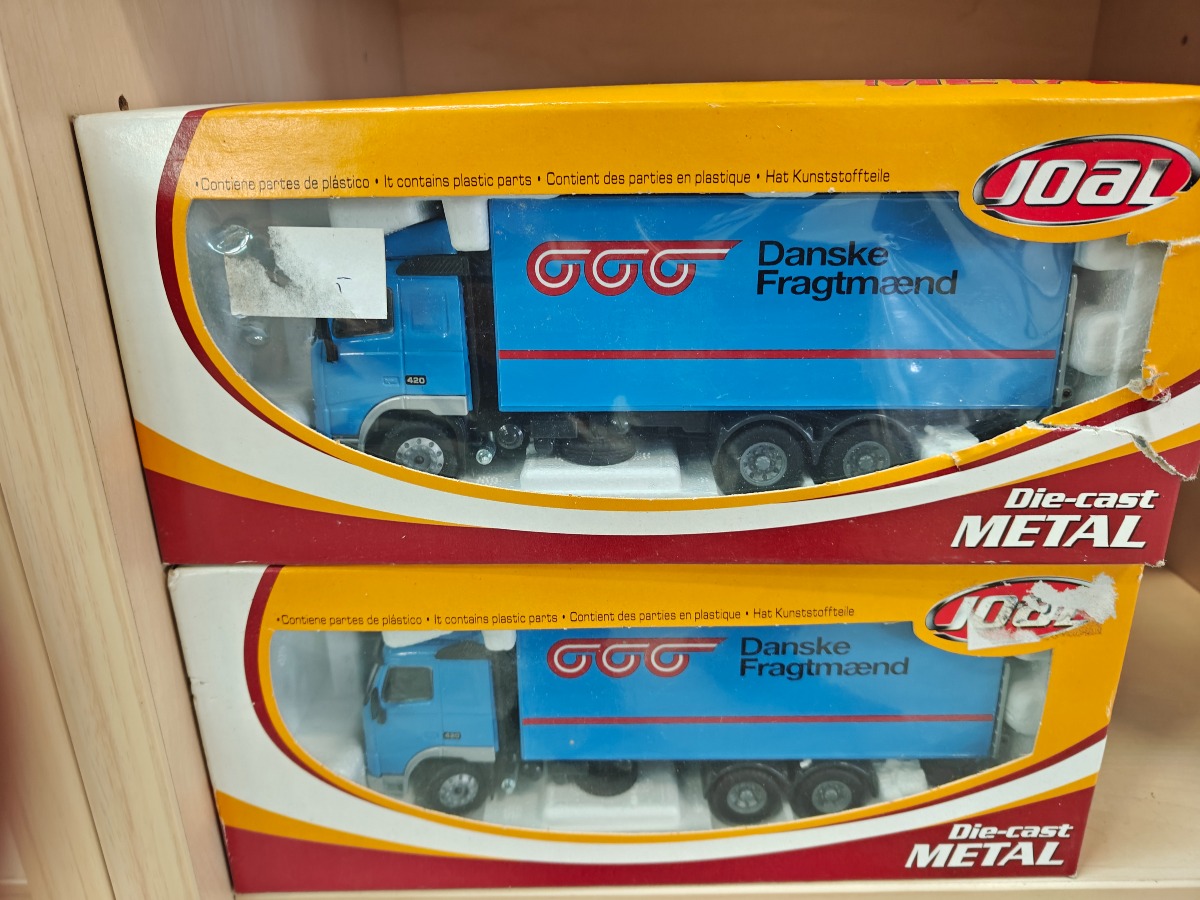 •Contiene partes de plástico • It contains plastic parts • Contient des parties en plastique • Hat Kunststoffteile
JOAL
Danske
Fragtmænd
420
Die-cast
METAL
•Contiene partes de plástico • It contains plastic parts • Contient des parties en plastique • Hat Kunststoffteile
JOAL
Danske
Fragtmænd
420
Die-cast
METAL